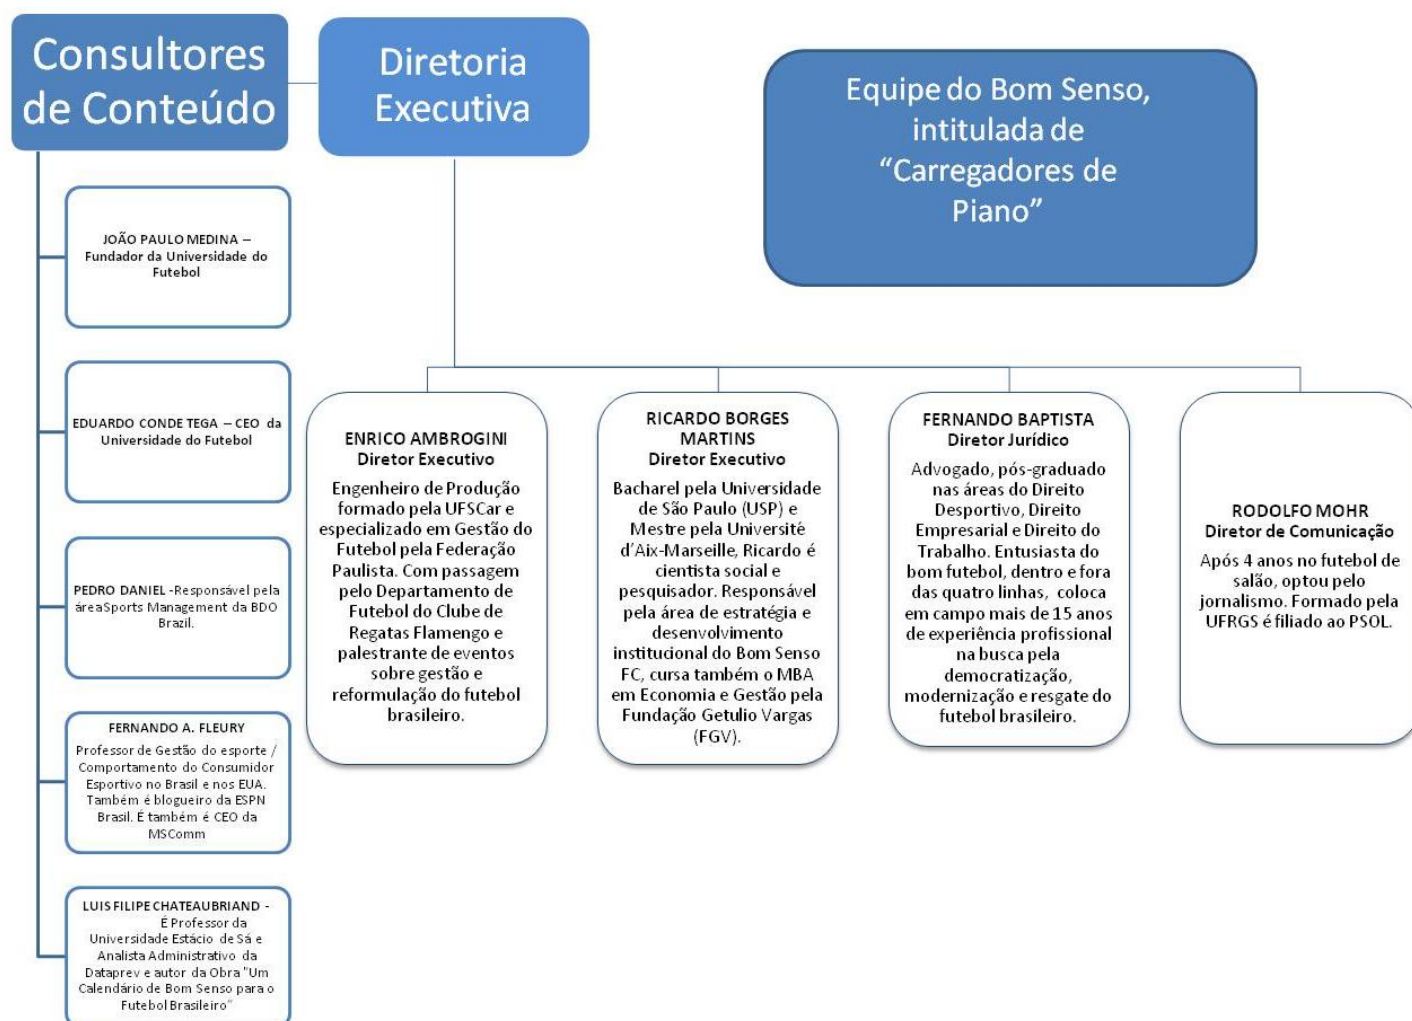 Consultores
de Conteúdo
Diretoria
Executiva
Equipe do Bom Senso,
intitulada de
“Carregadores de
Piano”
JOÃO PAULO MEDINA –
Fundador da Universidade do
Futebol
EDUARDO CONDE TEGA – CEO da
Universidade do Futebol
PEDRO DANIEL -Responsável pela
área Sports Management da BDO
Brazil.
FERNANDO A. FLEURY
Professor de Gestão do esporte /
Comportamento do Consumidor
Esportivo no Brasil e nos EUA.
Também é blogueiro da ESPN
Brasil. É também é CEO da
MSComm
LUIS FILIPE CHATEAUBRIAND -
É Professor da
Universidade Estácio de Sá e
Analista Administrativo da
Dataprev e autor da Obra "Um
Calendário de Bom Senso para o
Futebol Brasileiro”
ENRICO AMBROGINI
Diretor Executivo
Engenheiro de Produção
formado pela UFSCar e
especializado em Gestão do
Futebol pela Federação
Paulista. Com passagem
pelo Departamento de
Futebol do Clube de
Regatas Flamengo e
palestrante de eventos
sobre gestão e
reformulação do futebol
brasileiro.
RICARDO BORGES
MARTINS
Diretor Executivo
Bacharel pela Universidade
de São Paulo (USP) e
Mestre pela Université
d’Aix-Marseille, Ricardo é
cientista social e
pesquisador. Responsável
pela área de estratégia e
desenvolvimento
institucional do Bom Senso
FC, cursa também o MBA
em Economia e Gestão pela
Fundação Getulio Vargas
(FGV).
FERNANDO BAPTISTA
Diretor Jurídico
Advogado, pós-graduado
nas áreas do Direito
Desportivo, Direito
Empresarial e Direito do
Trabalho. Entusiasta do
bom futebol, dentro e fora
das quatro linhas, coloca
em campo mais de 15 anos
de experiência profissional
na busca pela
democratização,
modernização e resgate do
futebol brasileiro.
RODOLFO MOHR
Diretor de Comunicação
Após 4 anos no futebol de
salão, optou pelo
jornalismo. Formado pela
UFRGS é filiado ao PSOL.